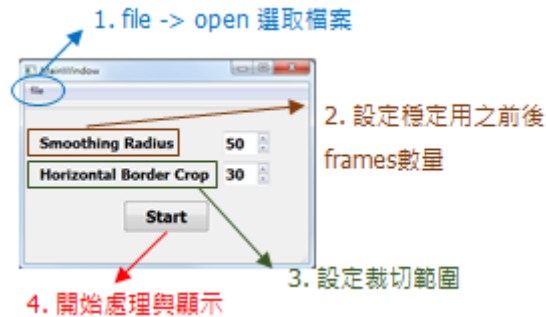 1. file -> open 選取檔案
MainWindow
file
2. 設定穩定用之前後
frames數量
Smoothing Radius 50
Horizontal Border Crop 30
Start
3. 設定裁切範圍
4. 開始處理與顯示